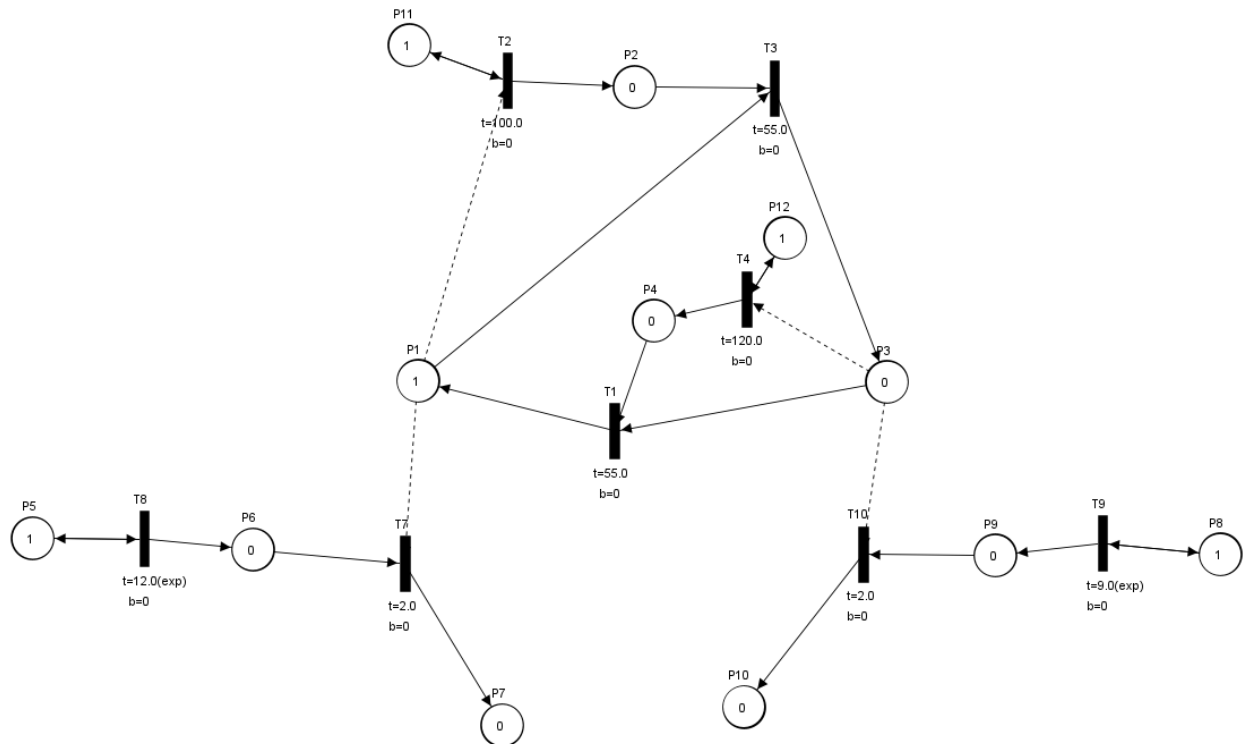 P11
1
T2
t=100.0
b=0
P2
0
T3
t=55.0
b=0
P12
1
T4
t=120.0
b=0
P4
0
P1
1
P3
0
T1
t=55.0
b=0
P5
1
T8
t=12.0(exp)
b=0
P6
0
T7
t=2.0
b=0
T10
t=2.0
b=0
P9
0
T9
t=9.0(exp)
b=0
P8
1
P7
0
P10
0